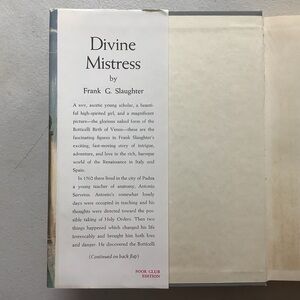 Divine
Mistress
by
Frank G. Slaughter
A shy, ascetic young scholar, a beauti-
ful high-spirited girl, and a magnificent
picture—the glorious naked form of the
Botticelli Birth of Venus—these are the
fascinating figures in Frank Slaughter's
exciting, fast-moving story of intrigue,
adventure, and love in the rich, baroque
world of the Renaissance in Italy and
Spain.
In there lived in the city of Padua
a young teacher of anatomy, Antonio
Servetus. Antonio's somewhat lonely
days were occupied in teaching and his
thoughts were directed toward the pos-
sible taking of Holy Orders. Then two
things happened which changed his life
irrevocably and brought him both love
and danger. He discovered the Botticelli
(Continued on back flap)
BOOK CLUB
EDITION